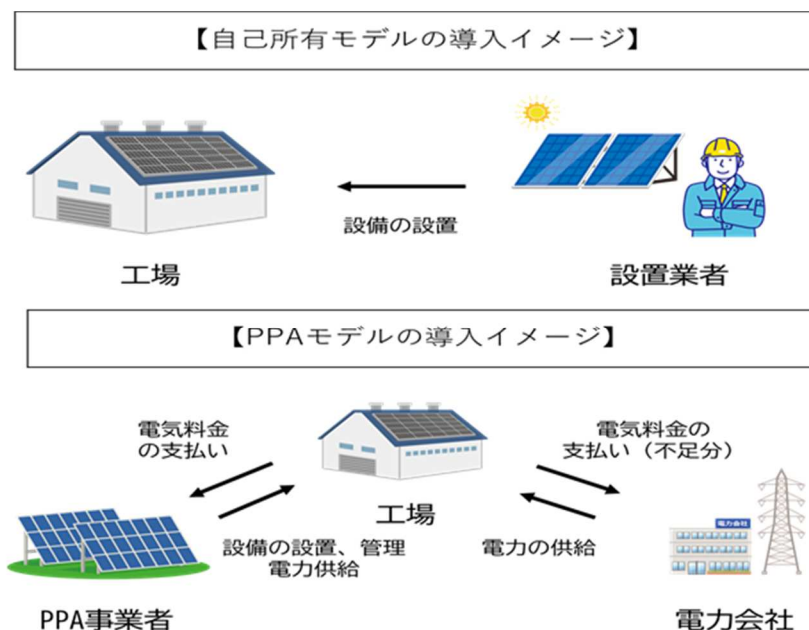 【自己所有モデルの導入イメージ】
設備の設置
工場
設置業者
【PPAモデルの導入イメージ】
電気料金
の支払い
電気料金の
支払い（不足分）
工場
設備の設置、管理
電力供給
電力の供給
電力会社
PPA事業者
電力会社